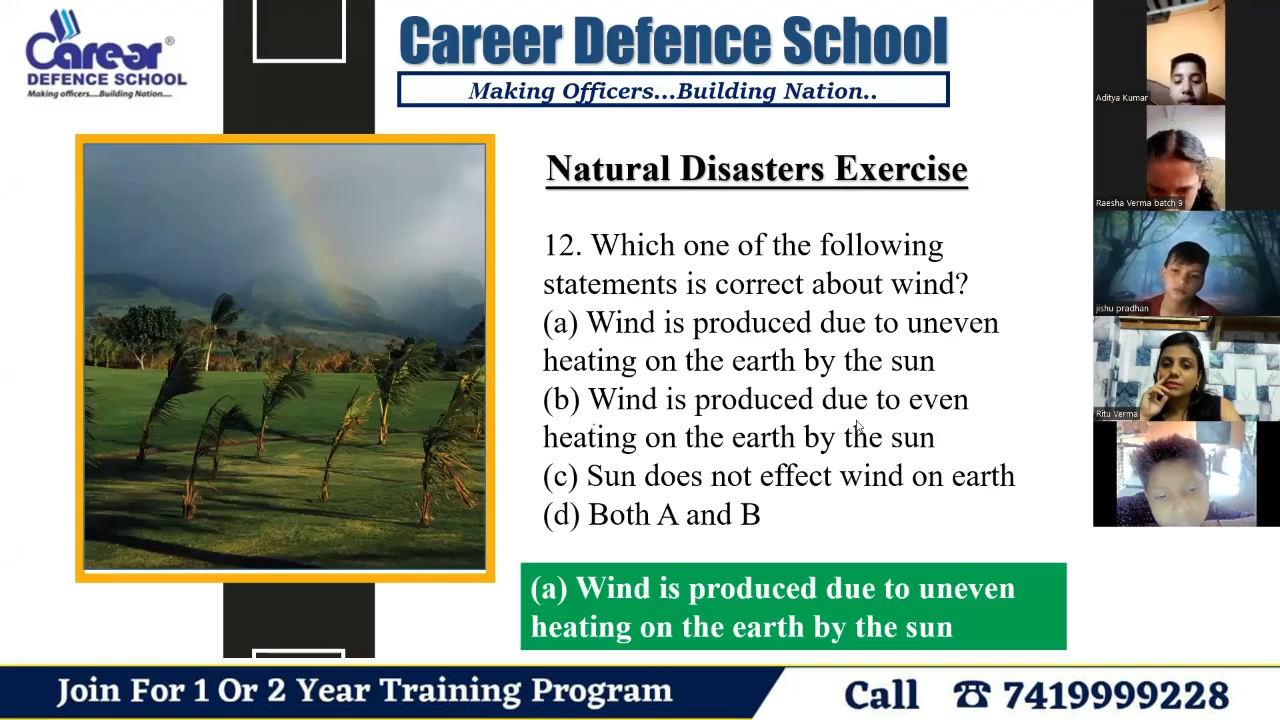 Carear®
DEFENCE SCHOOL
Making officers....Building Nation....
Career Defence School
Making Officers...Building Nation..
Natural Disasters Exercise
12. Which one of the following
statements is correct about wind?
(a) Wind is produced due to uneven
heating on the earth by the sun
(b) Wind is produced due to even
heating on the earth by the sun
(c) Sun does not effect wind on earth
(d) Both A and B
(a) Wind is produced due to uneven
heating on the earth by the sun
Aditya Kumar
Raesha Verma batch 9
jishu pradhan
Ritu Verma
Join For 1 Or 2 Year Training Program
Call ☎ 7419999228